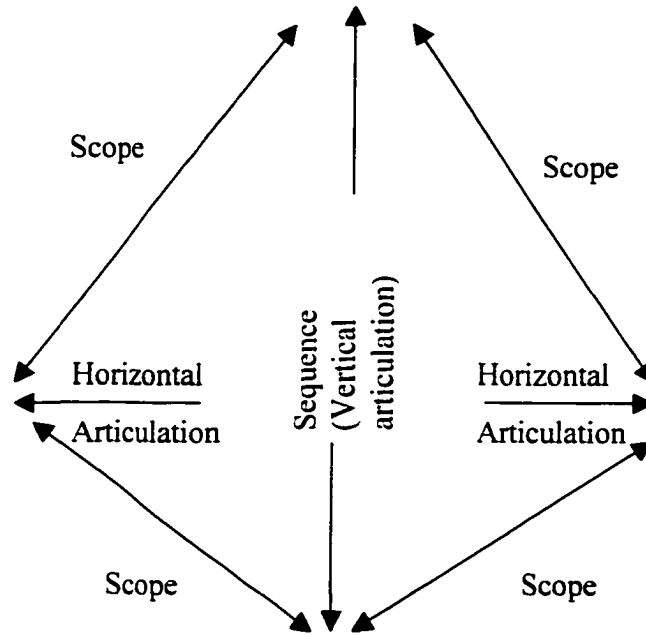 Scope
Scope
Horizontal
Articulation
Sequence
(Vertical
articulation)
Horizontal
Articulation
Scope
Scope